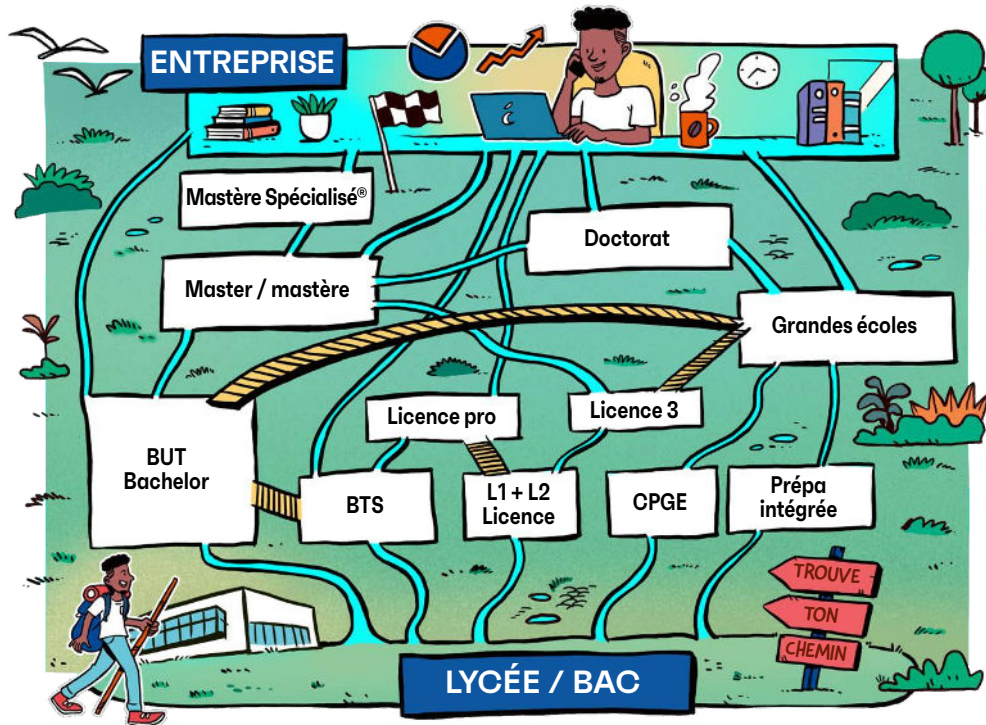 ENTREPRISE
Mastère Spécialisé®
Doctorat
Master / mastère
Grandes écoles
Licence pro
Licence 3
BUT
Bachelor
BTS
L1 + L2
Licence
CPGE
Prépa
intégrée
TROUVE
TON
CHEMIN
LYCÉE / BAC